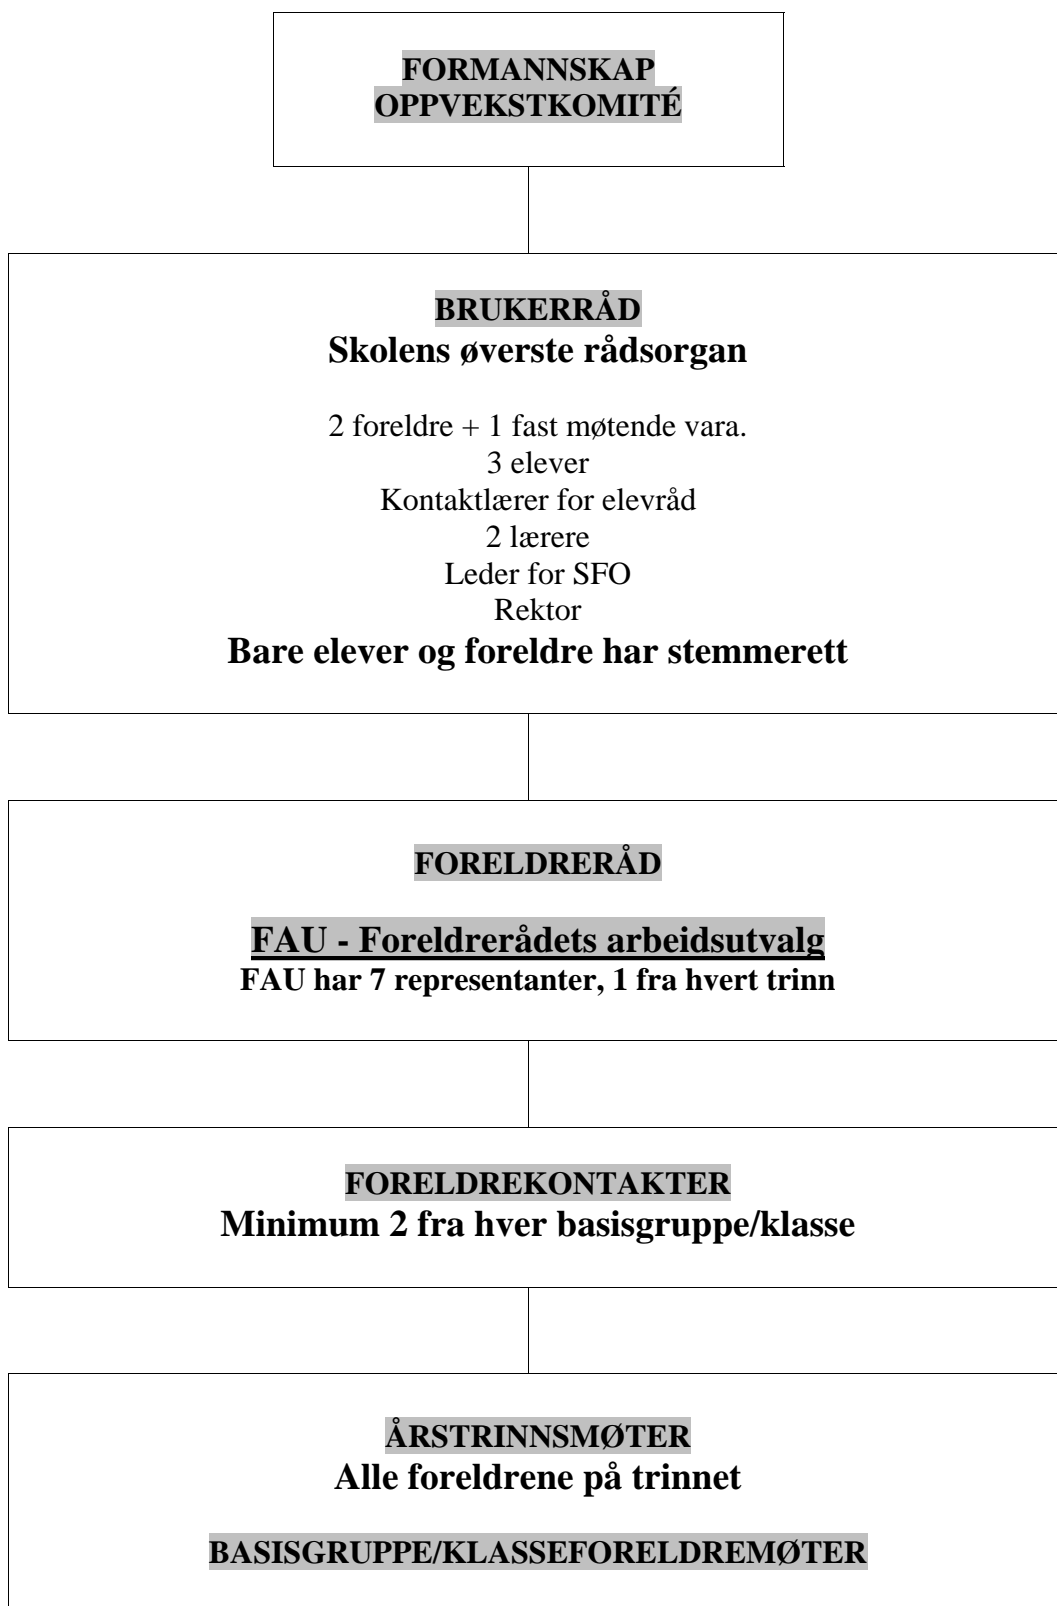 FORMANNSKAP
OPPVEKSTKOMITÉ
BRUKERRÅD
Skolens øverste rådsorgan
2 foreldre + 1 fast møtende vara.
3 elever
Kontaktlærer for elevråd
2 lærere
Leder for SFO
Rektor
Bare elever og foreldre har stemmerett
FORELDRERÅD
FAU - Foreldrerådets arbeidsutvalg
FAU har 7 representanter, 1 fra hvert trinn
FORELDREKONTAKTER
Minimum 2 fra hver basisgruppe/klasse
ÅRSTRINNSMØTER
Alle foreldrene på trinnet
BASISGRUPPE/KLASSEFORELDREMØTER